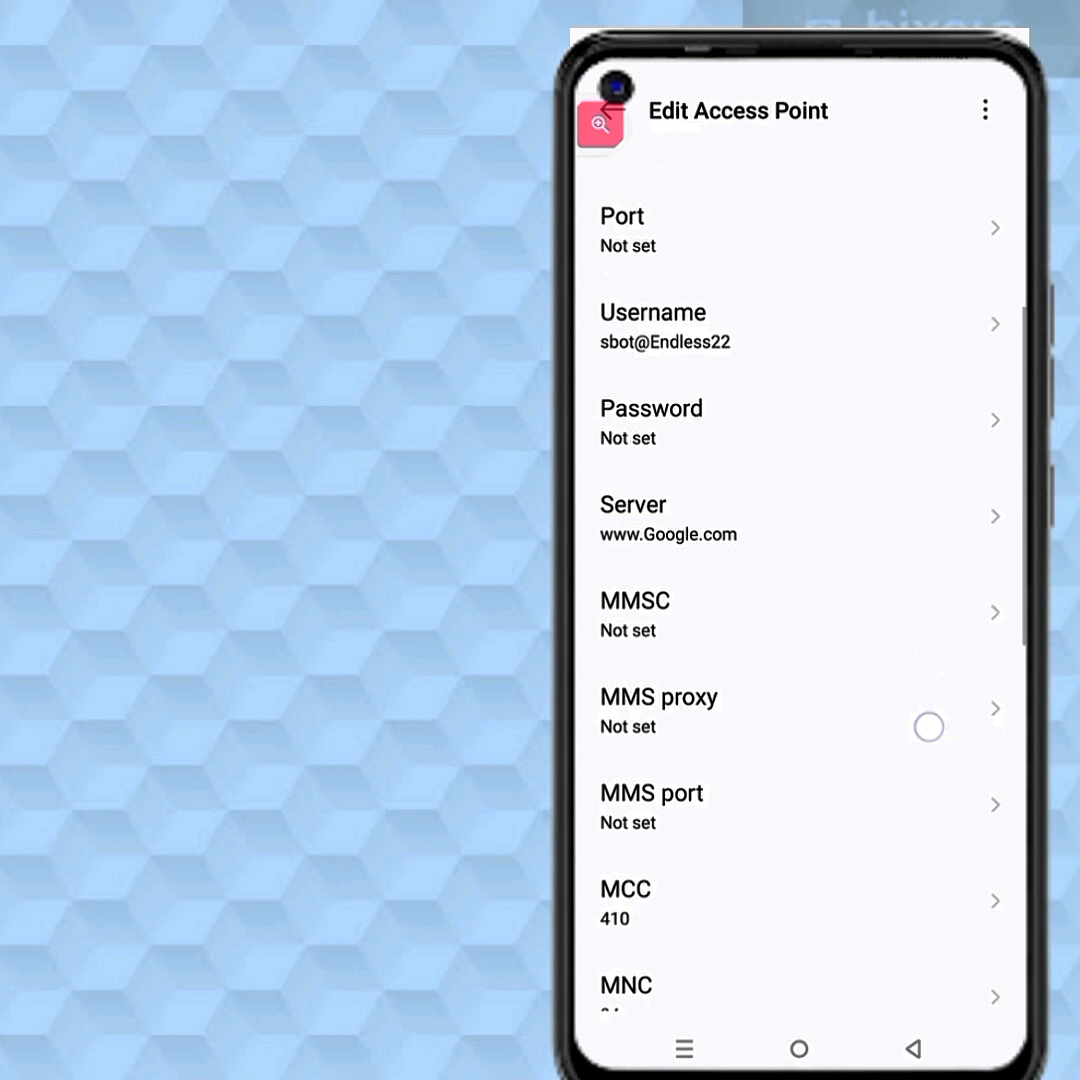 Edit Access Point
Port
Not set
Username
sbot@Endless22
Password
Not set
Server
www.Google.com
MMSC
Not set
MMS proxy
Not set
MMS port
Not set
MCC
410
MNC